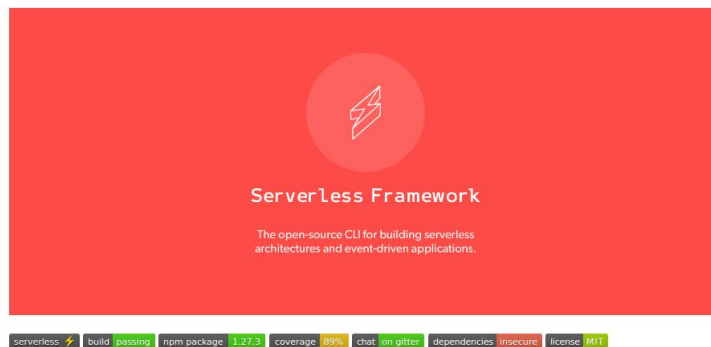 Serverless Framework
The open-source CLI for building serverless
architectures and event-driven applications.
serverless ⚡ build passing npm package 1.27.3 coverage 89% chat on gitter dependencies insecure license MIT